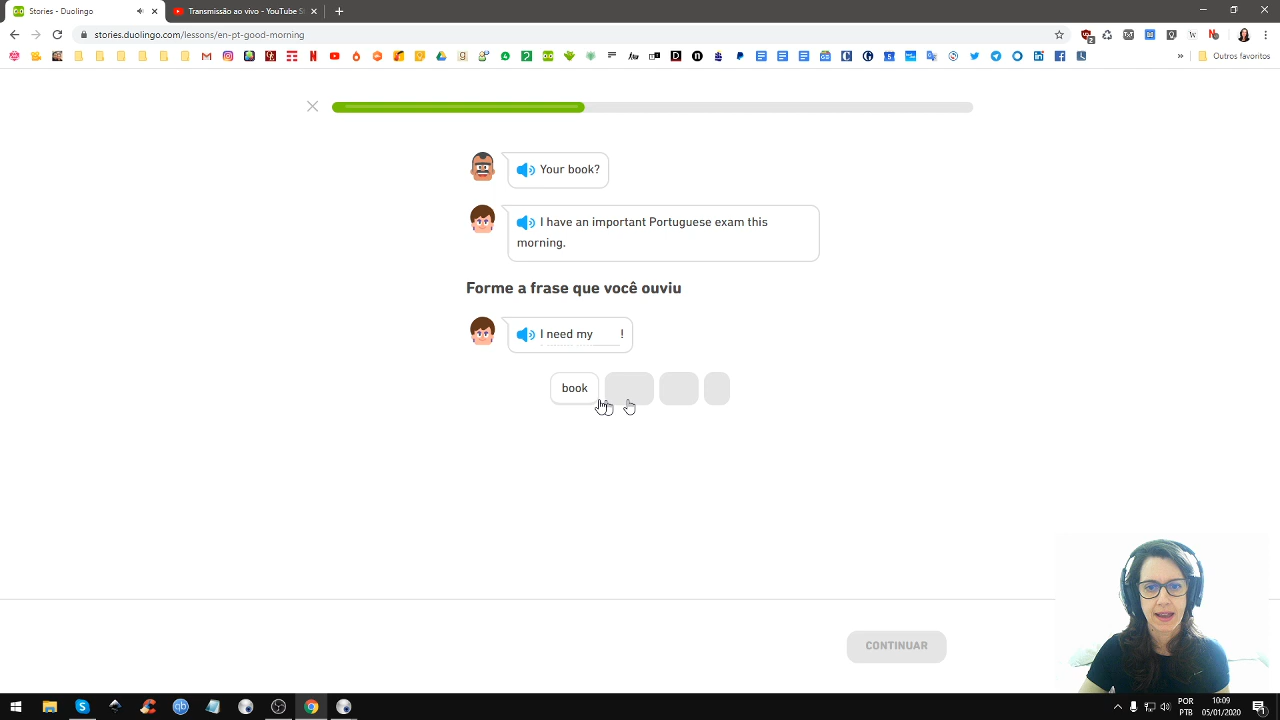 Stories - Duolingo
Transmissão ao vivo - YouTube S
stories.duolingo.com/lessons/en-pt-good-morning
Outros favoritos
Your book?
I have an important Portuguese exam this
morning.
Forme a frase que você ouviu
I need my !
book
CONTINUAR
POR
PTB
10:09
05/01/2020